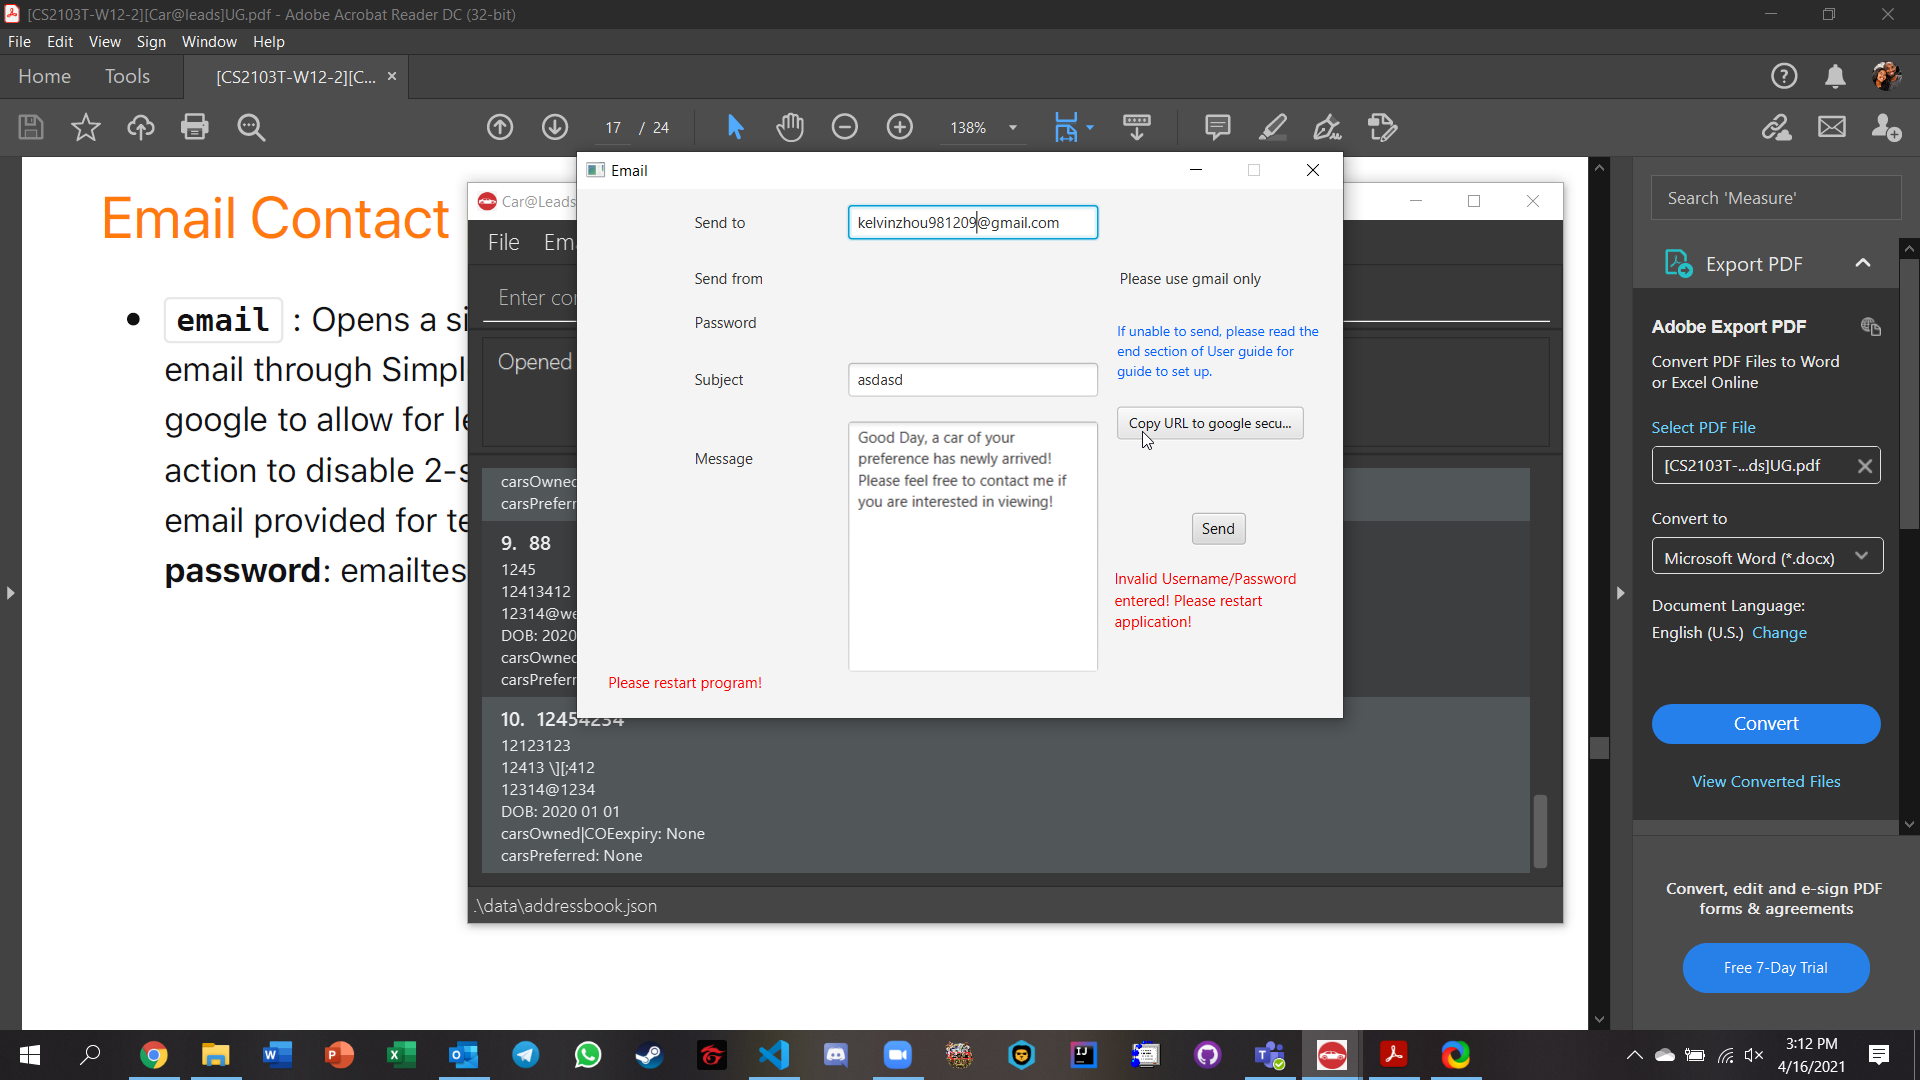 [CS2103T-W12-2][Car@leads]UG.pdf - Adobe Acrobat Reader DC (32-bit)
File Edit View Sign Window Help
Home Tools [CS2103T-W12-2][C... ×
17 / 24 138%
Email Contact
email : Opens a si
email through Simpl
google to allow for le
action to disable 2-s
email provided for te
password: emailtes
Car@Leads
File Ema
Enter cor
Opened
carsOwned
carsPreferr
9. 88
1245
12413412
12314@we
DOB: 2020
carsOwned
carsPreferr
10. 12454234
12123123
12413 \][;412
12314@1234
DOB: 2020 01 01
carsOwned|COEexpiry: None
carsPreferred: None
.\data\addressbook.json
Email
Send to kelvinzhou981209@gmail.com
Send from Please use gmail only
Password
If unable to send, please read the
end section of User guide for
guide to set up.
Subject asdasd
Copy URL to google secu...
Message
Good Day, a car of your
preference has newly arrived!
Please feel free to contact me if
you are interested in viewing!
Send
Invalid Username/Password
entered! Please restart
application!
Please restart program!
Search 'Measure'
Export PDF
Adobe Export PDF
Convert PDF Files to Word
or Excel Online
Select PDF File
[CS2103T-...ds]UG.pdf
Convert to
Microsoft Word (*.docx)
Document Language:
English (U.S.) Change
Convert
View Converted Files
Convert, edit and e-sign PDF
forms & agreements
Free 7-Day Trial
3:12 PM
4/16/2021